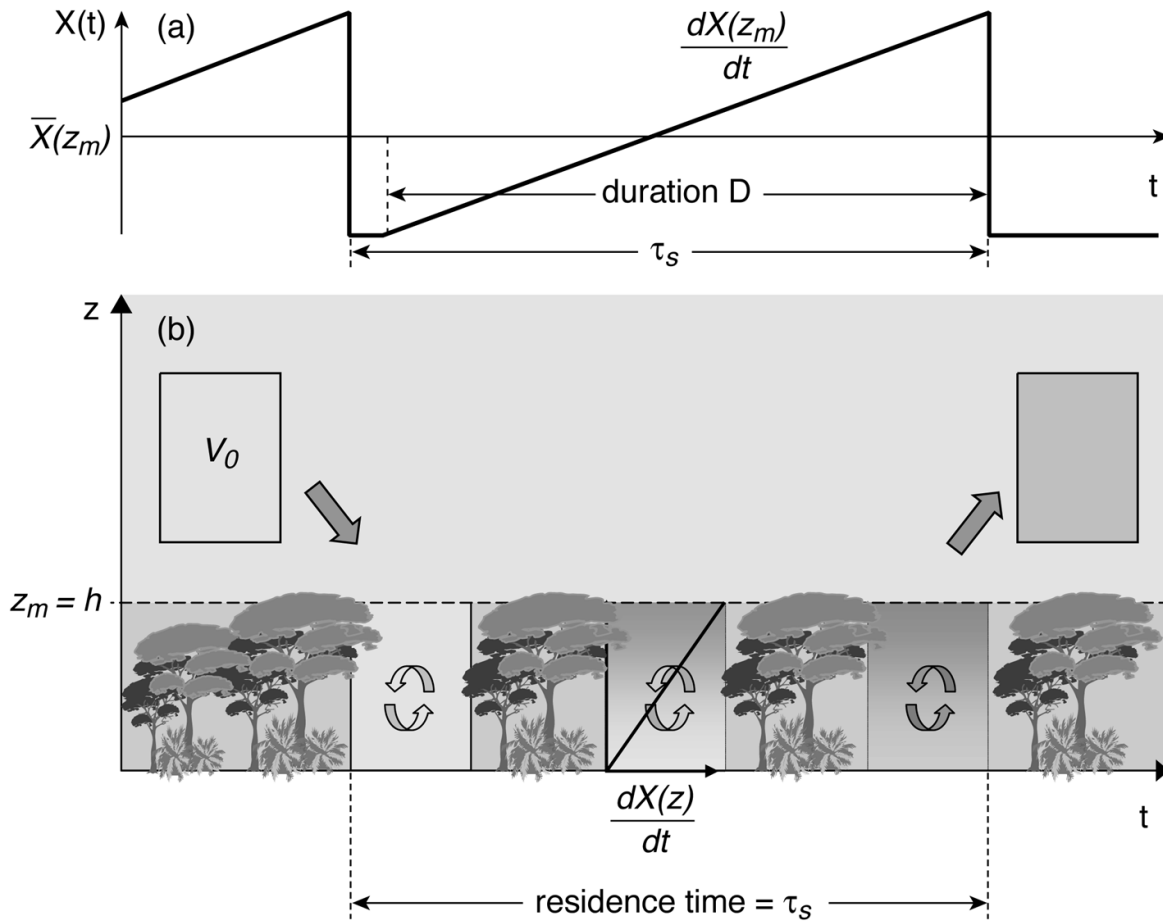 X(t) (a) dX(z_m)/dt
X̅(z_m)
duration D t
τ_s
z (b)
V_0
z_m = h
dX(z)/dt t
residence time = τ_s